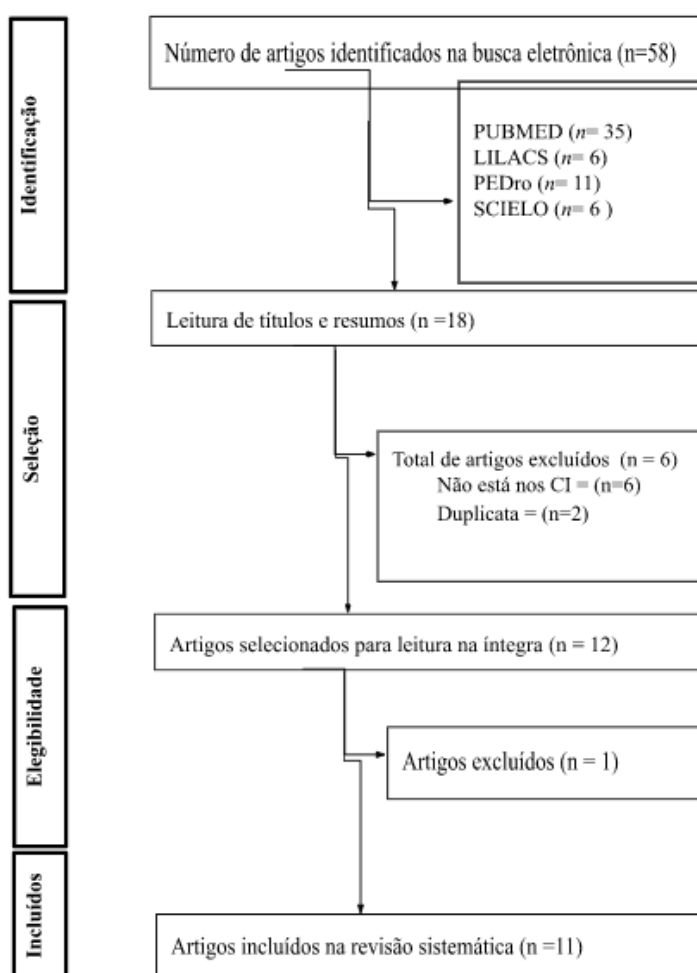 Identificação
Número de artigos identificados na busca eletrônica (n=58)
PUBMED (n= 35)
LILACS (n= 6)
PEDro (n= 11)
SCIELO (n= 6 )
Seleção
Leitura de títulos e resumos (n =18)
Total de artigos excluídos (n = 6)
Não está nos CI = (n=6)
Duplicata = (n=2)
Elegibilidade
Artigos selecionados para leitura na íntegra (n = 12)
Artigos excluídos (n = 1)
Incluídos
Artigos incluídos na revisão sistemática (n =11)